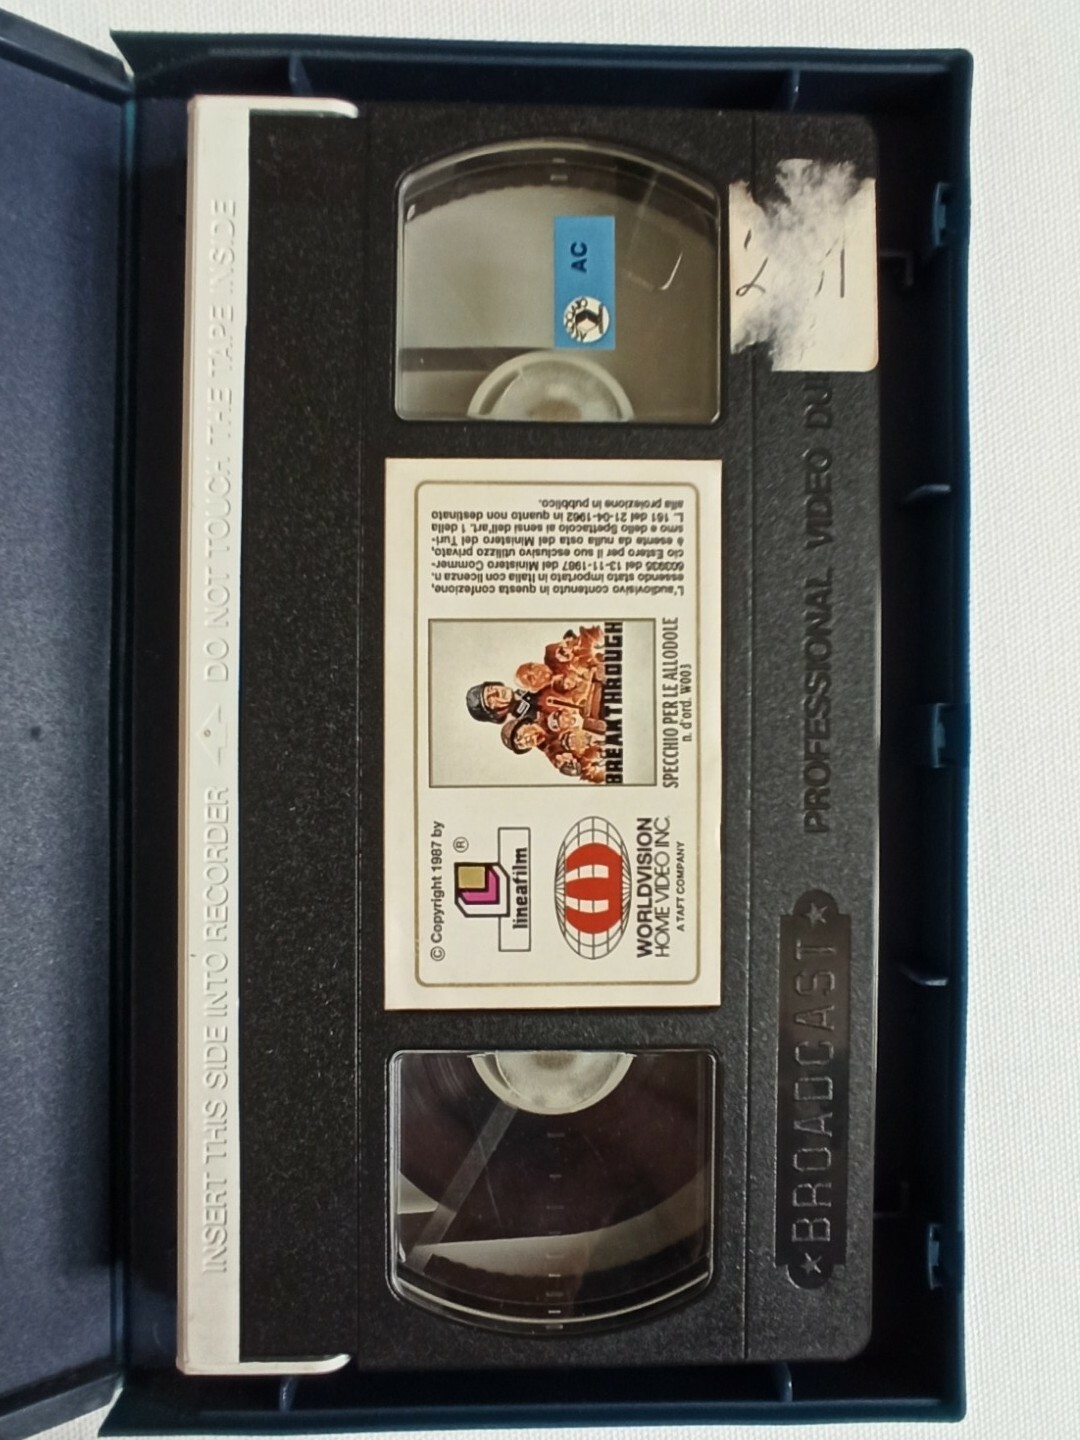 INSERT THIS SIDE INTO RECORDER DO NOT TOUCH THE TAPE INSIDE
AC
© Copyright 1987 by
lineafilm
®
WORLDVISION
HOME VIDEO INC.
A TAFT COMPANY
BREAKTHROUGH
SPECCHIO PER LE ALLODOLE
n. d'ord. W003
L'audiovisivo contenuto in questa confezione,
essendo stato importato in Italia con licenza n.
603935 del 13-11-1987 del Ministero Commer-
cio Estero per il suo esclusivo utilizzo privato,
è esente da nulla osta del Ministero del Turi-
smo e dello Spettacolo ai sensi dell'art. 1 della
L. 161 del 21-04-1962 in quanto non destinato
alla proiezione in pubblico.
BROADCAST
PROFESSIONAL VIDEO DU